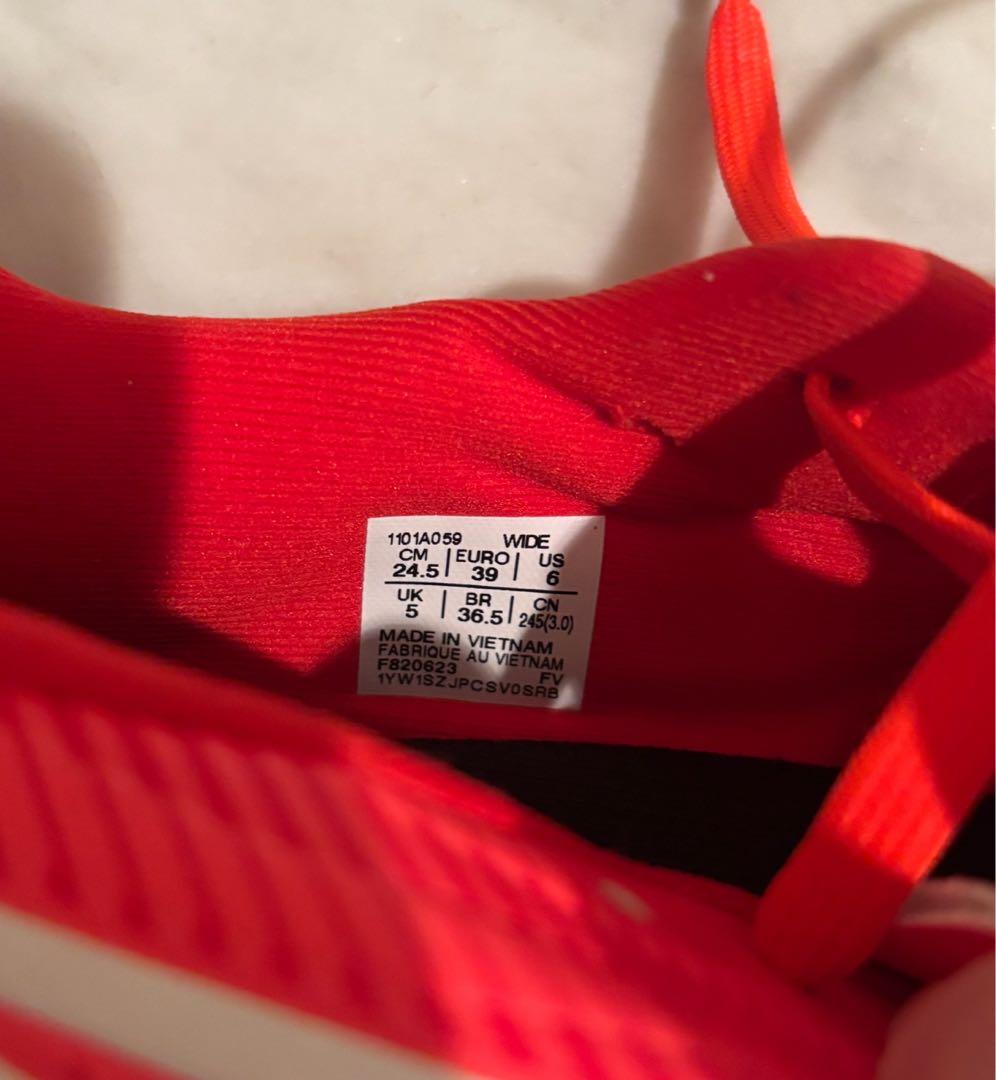 1101A059 WIDE
CM EURO US
24.5 39 6
UK BR CN
5 36.5 245(3.0)
MADE IN VIETNAM
FABRIQUE AU VIETNAM
F820623 FV
1YW1SZJPCSV0SRB